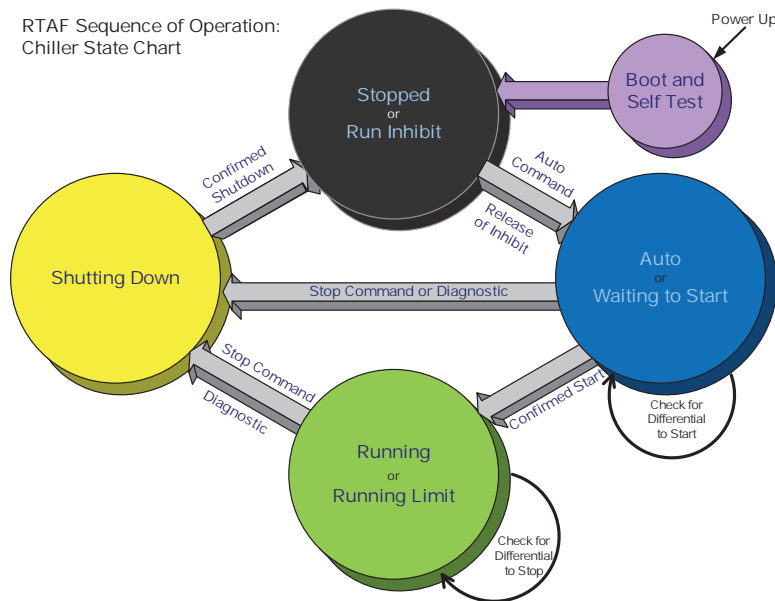 RTAF Sequence of Operation:
Chiller State Chart
Power Up
Boot and
Self Test
Stopped
or
Run Inhibit
Confirmed
Shutdown
Auto
Command
Release
of Inhibit
Shutting Down
Stop Command or Diagnostic
Auto
or
Waiting to Start
Stop Command
Diagnostic
Confirmed Start
Check for
Differential
to Start
Running
or
Running Limit
Check for
Differential
to Stop